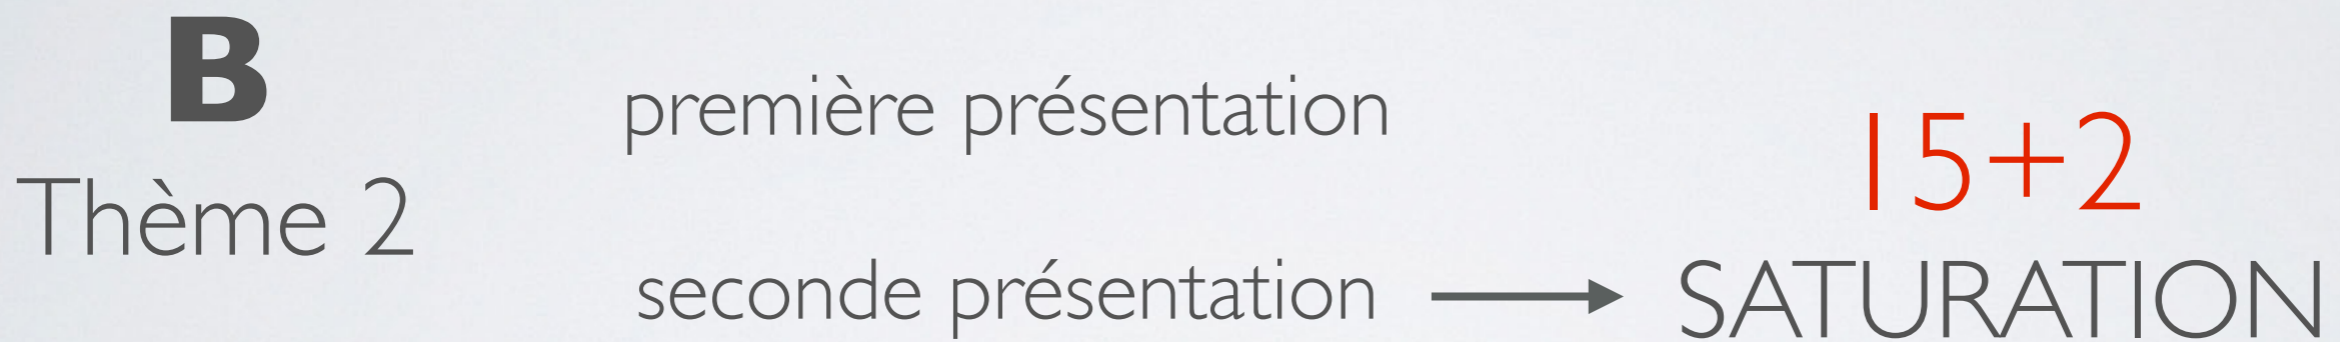 B
Thème 2
première présentation
seconde présentation
15+2
SATURATION